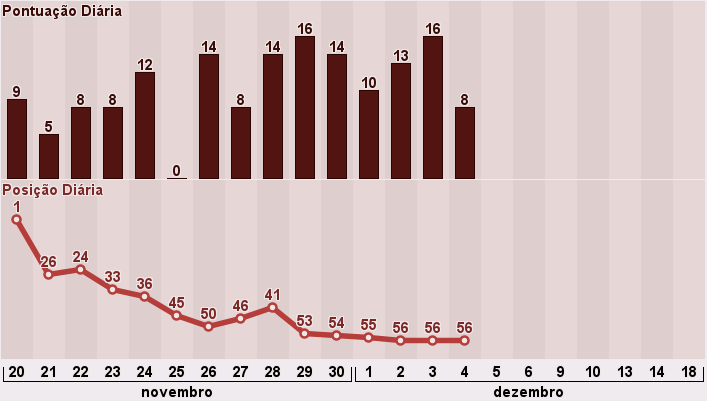 Pontuação Diária
9 5 8 8 12 0 14 8 14 16 14 10 13 16 8
Posição Diária
1 26 24 33 36 45 50 46 41 53 54 55 56 56 56
20 21 22 23 24 25 26 27 28 29 30 1 2 3 4 5 6 9 10 13 14 18
novembro dezembro